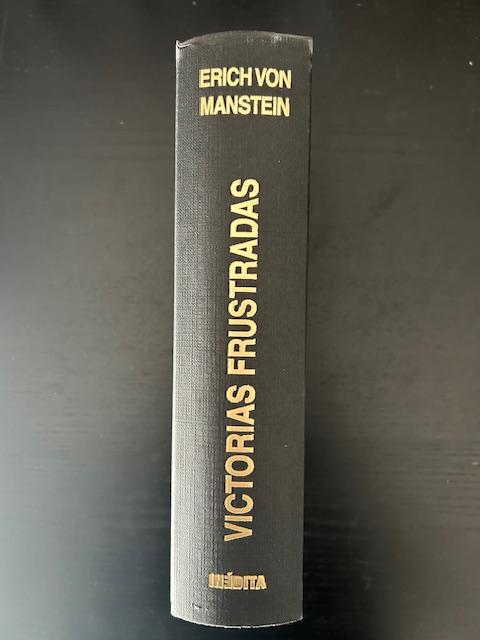 ERICH VON
MANSTEIN
VICTORIAS FRUSTRADAS
INÉDITA